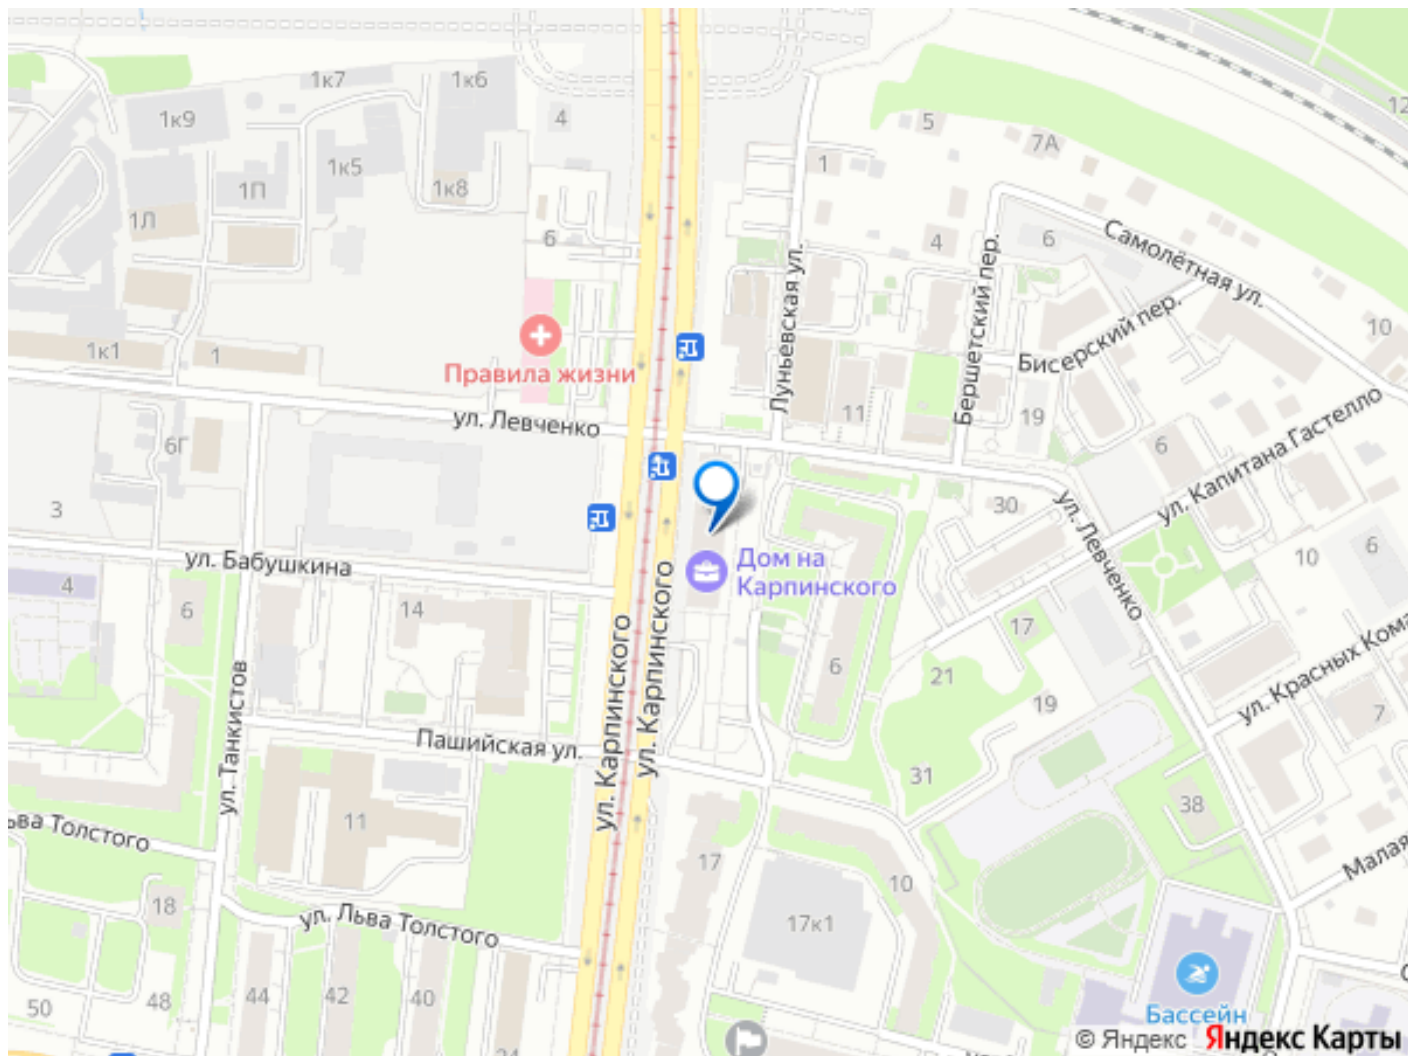 1к7
1к6
1к9
4
5
7А
12
1к5
1
1П
1к8
1Л
6
4
6
Самолётная ул.
Луньевская ул.
Бершетский пер.
Бисерский пер.
10
1к1
1
Правила жизни
11
19
ул. Левченко
6
ул. Капитана Гастелло
6Г
3
30
ул. Левченко
10
6
ул. Бабушкина
Дом на
Карпинского
4
6
14
17
ул. Карпинского
ул. Карпинского
6
21
19
ул. Красных Кома
7
ул. Танкистов
Пашийская ул.
31
38
11
ьва Толстого
17
Малая
10
18
17к1
ул. Льва Толстого
50
48
44
42
40
Бассейн
© Яндекс Яндекс Карты